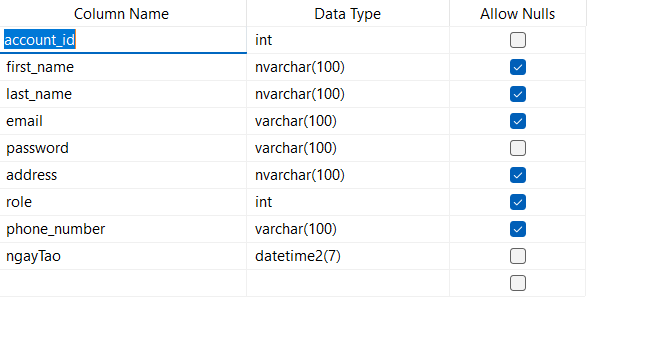 Column Name Data Type Allow Nulls
account_id int
first_name nvarchar(100)
last_name nvarchar(100)
email varchar(100)
password varchar(100)
address nvarchar(100)
role int
phone_number varchar(100)
ngayTao datetime2(7)